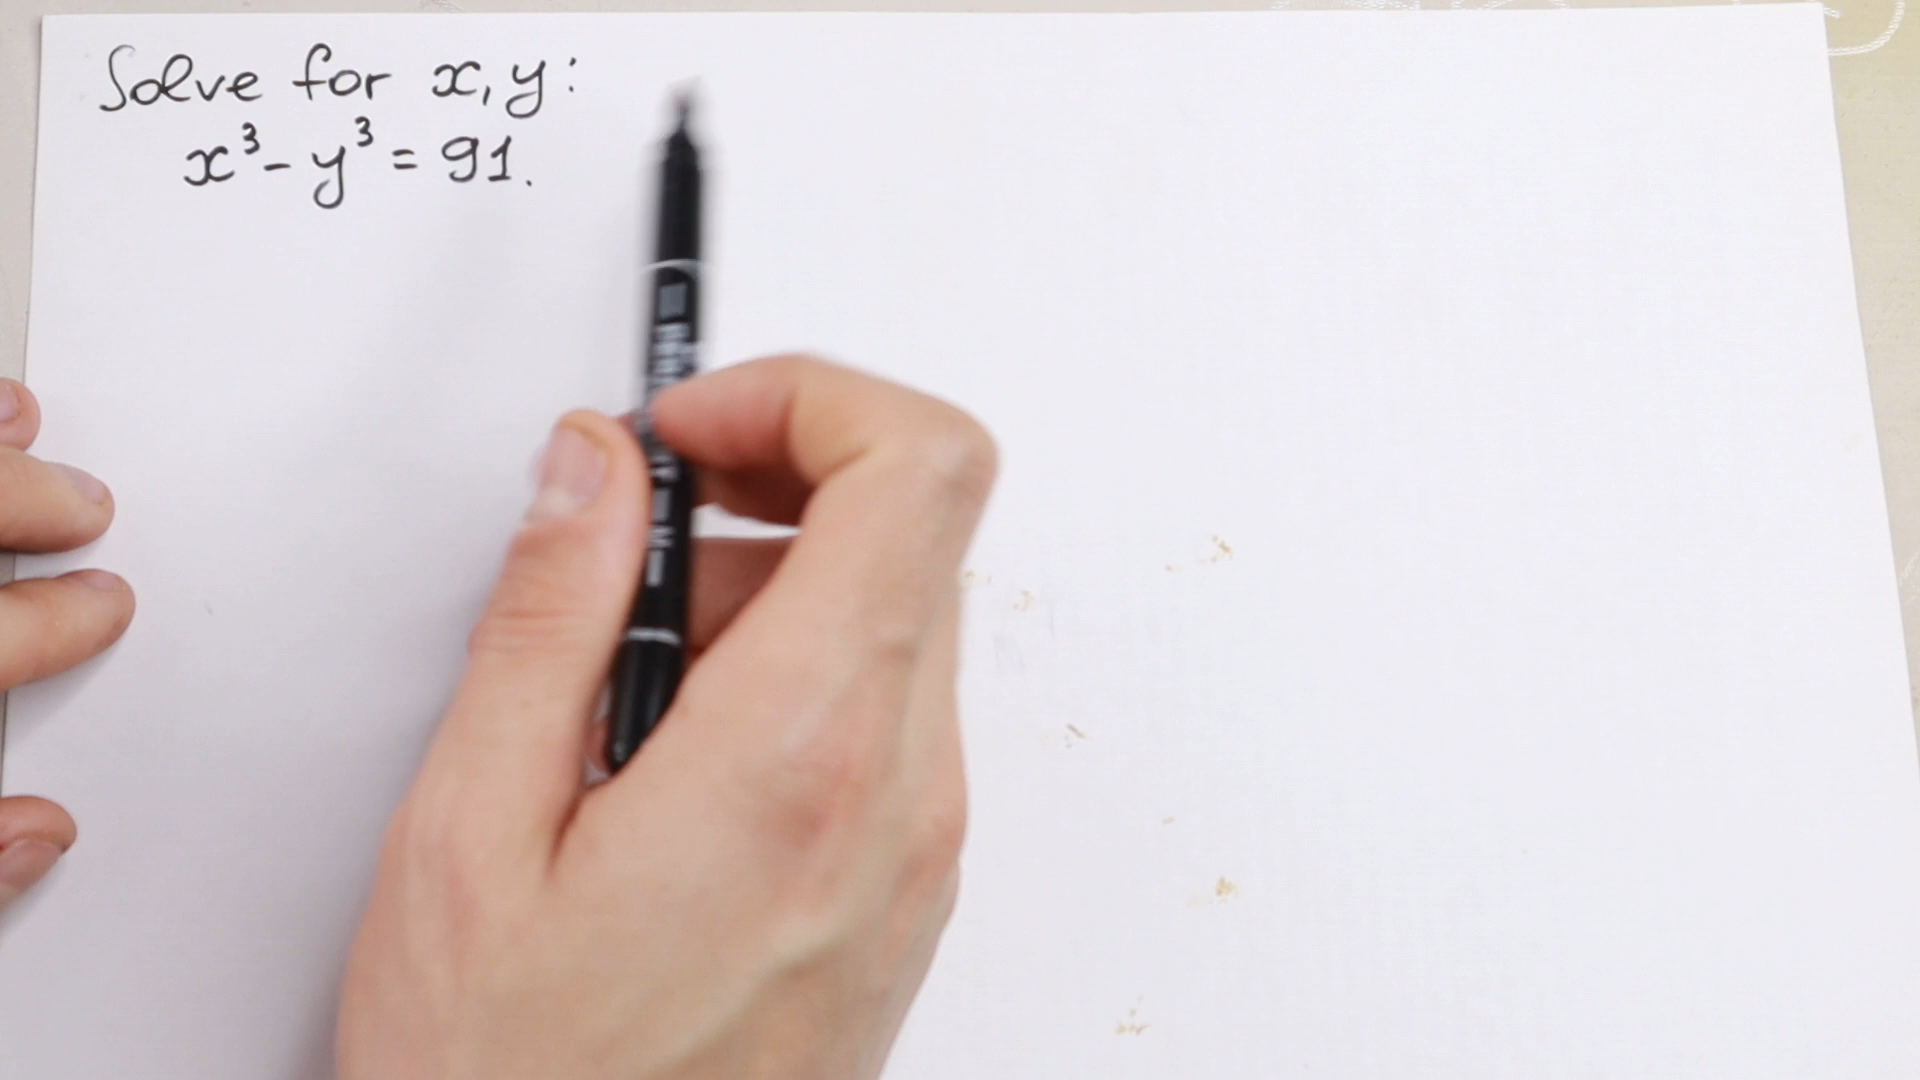 Solve for x, y:
x³ - y³ = 91.